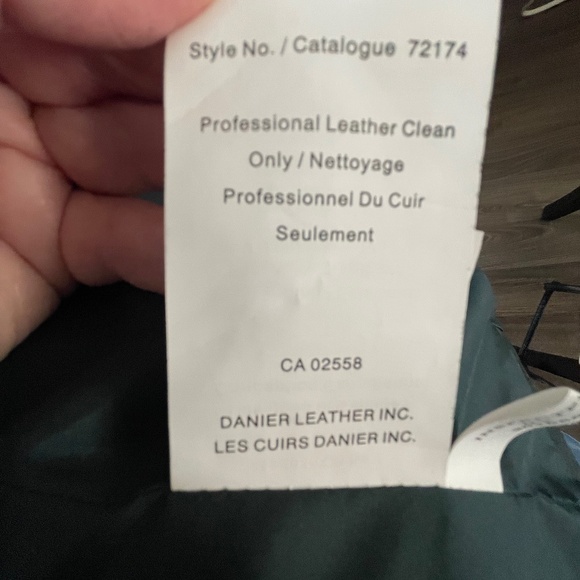 Style No. / Catalogue 72174
Professional Leather Clean
Only / Nettoyage
Professionnel Du Cuir
Seulement
CA 02558
DANIER LEATHER INC.
LES CUIRS DANIER INC.